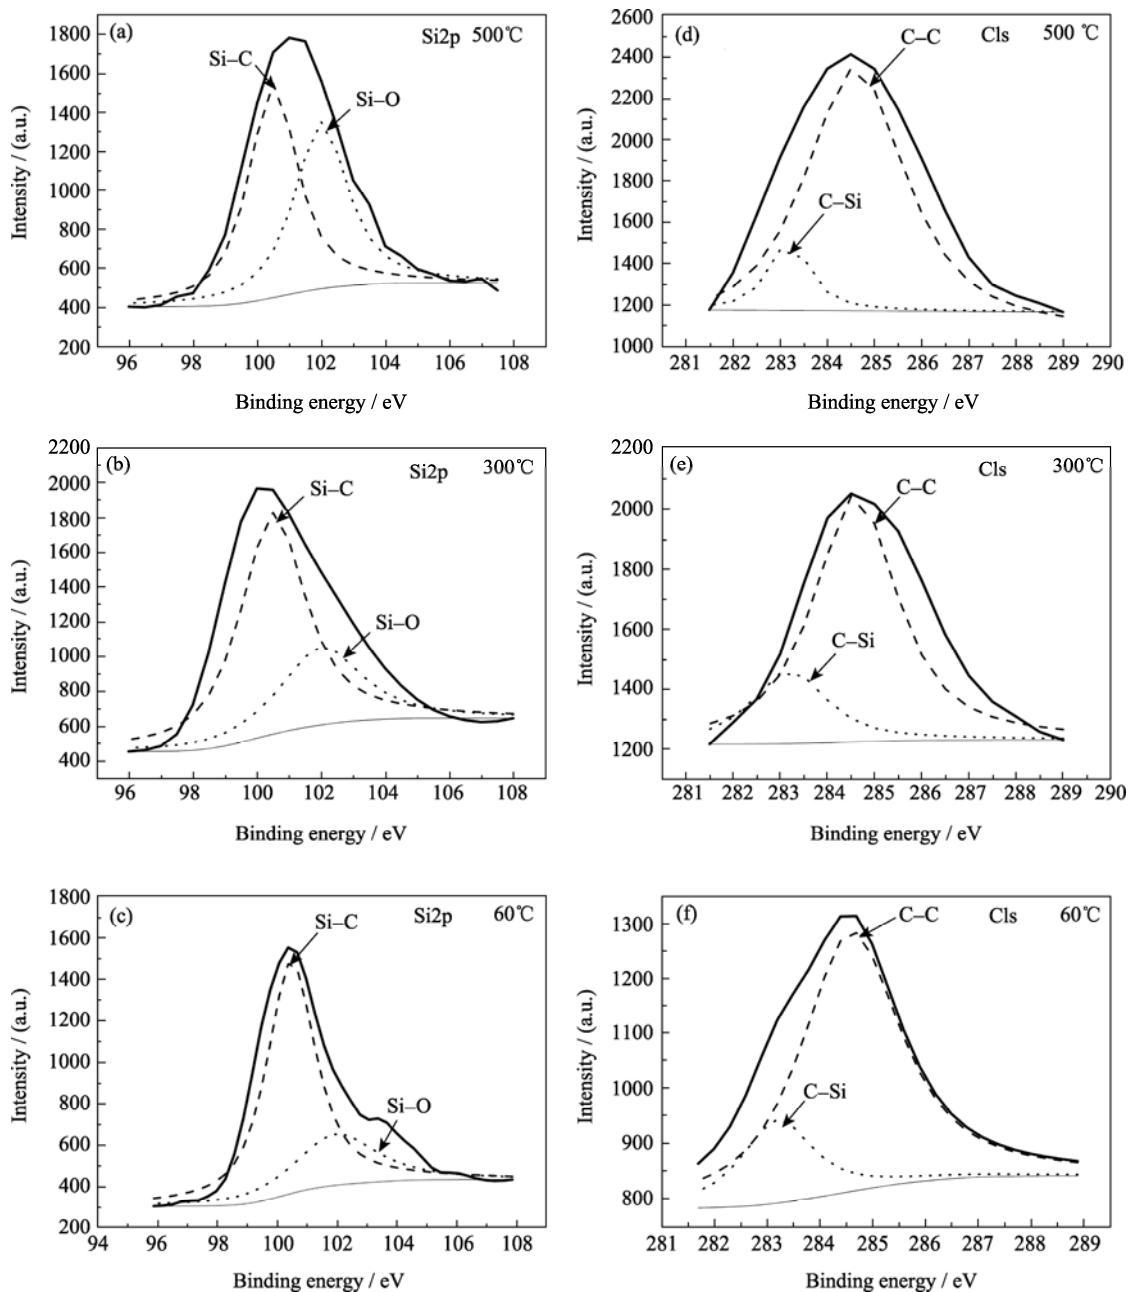 (a)
Si2p 500℃
Si–C
Si–O
1800
1600
1400
1200
1000
800
600
400
200
96 98 100 102 104 106 108
Intensity / (a.u.)
Binding energy / eV
(d)
C–C
Cls 500℃
C–Si
2600
2400
2200
2000
1800
1600
1400
1200
1000
281 282 283 284 285 286 287 288 289 290
Intensity / (a.u.)
Binding energy / eV
(b)
Si2p 300℃
Si–C
Si–O
2200
2000
1800
1600
1400
1200
1000
800
600
400
96 98 100 102 104 106 108
Intensity / (a.u.)
Binding energy / eV
(e)
Cls 300℃
C–C
C–Si
2200
2000
1800
1600
1400
1200
281 282 283 284 285 286 287 288 289 290
Intensity / (a.u.)
Binding energy / eV
(c)
Si2p 60℃
Si–C
Si–O
1800
1600
1400
1200
1000
800
600
400
200
94 96 98 100 102 104 106 108
Intensity / (a.u.)
Binding energy / eV
(f)
C–C
Cls 60℃
C–Si
1300
1200
1100
1000
900
800
281 282 283 284 285 286 287 288 289
Intensity / (a.u.)
Binding energy / eV